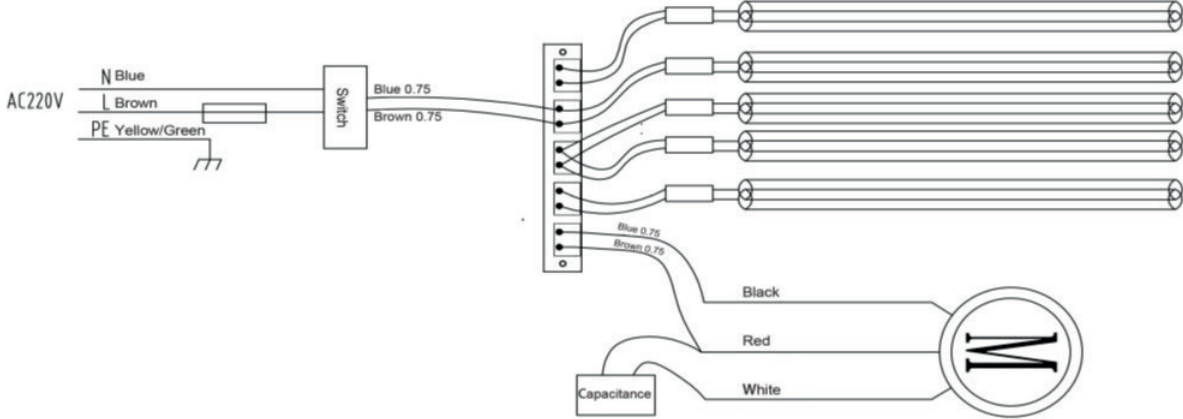 N Blue
AC220V
L Brown
PE Yellow/Green
Switch
Blue 0.75
Brown 0.75
Blue 0.75
Brown 0.75
Black
Red
White
Capacitance
M